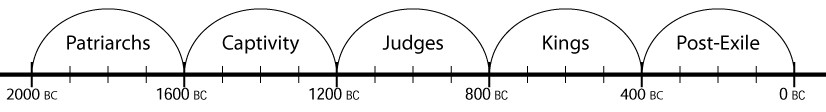 Patriarchs Captivity Judges Kings Post-Exile
2000 BC 1600 BC 1200 BC 800 BC 400 BC 0 BC